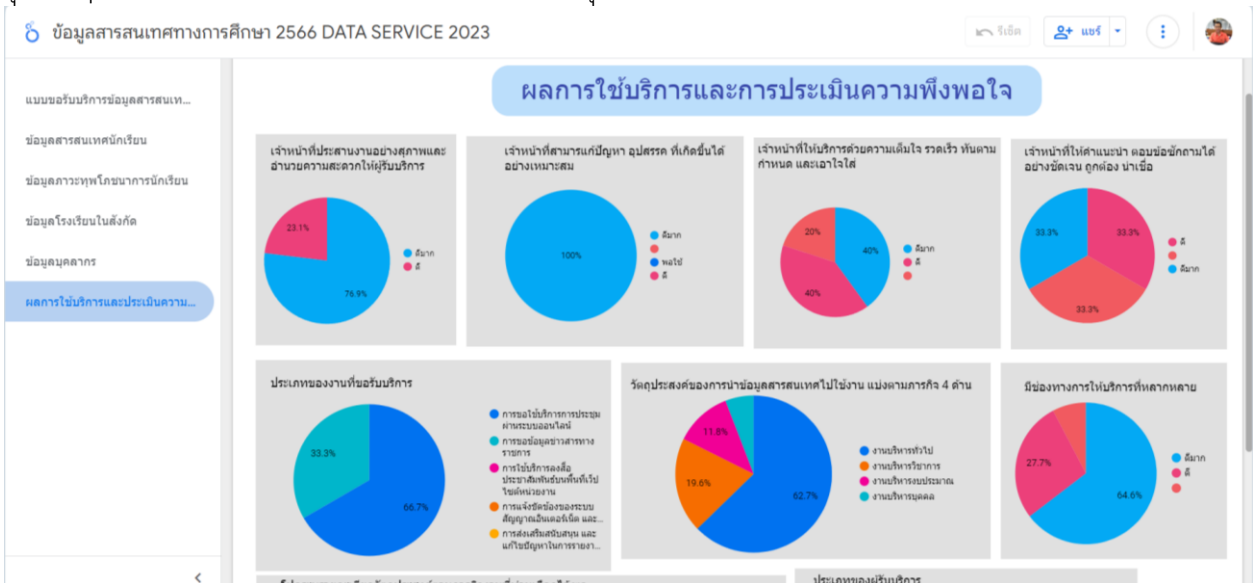 ข้อมูลสารสนเทศทางการศึกษา 2566 DATA SERVICE 2023
รีเซ็ต
แชร์
แบบขอรับบริการข้อมูลสารสนเท...
ข้อมูลสารสนเทศนักเรียน
ข้อมูลภาวะทุพโภชนาการนักเรียน
ข้อมูลโรงเรียนในสังกัด
ข้อมูลบุคลากร
ผลการใช้บริการและประเมินความ...
ผลการใช้บริการและการประเมินความพึงพอใจ
เจ้าหน้าที่ประสานงานอย่างสุภาพและ
อำนวยความสะดวกให้ผู้รับบริการ
23.1%
76.9%
ดีมาก
ดี
เจ้าหน้าที่สามารถแก้ปัญหา อุปสรรค ที่เกิดขึ้นได้
อย่างเหมาะสม
100%
ดีมาก
พอใช้
ดี
เจ้าหน้าที่ให้บริการด้วยความเต็มใจ รวดเร็ว ทันตาม
กำหนด และเอาใจใส่
20%
40%
40%
ดีมาก
ดี
เจ้าหน้าที่ให้คำแนะนำ ตอบข้อซักถามได้
อย่างชัดเจน ถูกต้อง น่าเชื่อ
33.3%
33.3%
33.3%
ดี
ดีมาก
ประเภทของงานที่ขอรับบริการ
33.3%
66.7%
การขอใช้บริการการประชุม
ผ่านระบบออนไลน์
การขอข้อมูลข่าวสารทาง
ราชการ
การใช้บริการลงสื่อ
ประชาสัมพันธ์บนพื้นที่เว็ป
ไซต์หน่วยงาน
การแจ้งขัดข้องของระบบ
สัญญาณอินเตอร์เน็ต และ...
การส่งเสริมสนับสนุน และ
แก้ไขปัญหาในการรายงา...
วัตถุประสงค์ของการนำข้อมูลสารสนเทศไปใช้งาน แบ่งตามภารกิจ 4 ด้าน
11.8%
19.6%
62.7%
งานบริหารทั่วไป
งานบริหารวิชาการ
งานบริหารงบประมาณ
งานบริหารบุคคล
มีช่องทางการให้บริการที่หลากหลาย
27.7%
64.6%
ดีมาก
ดี
ประเภทของผู้รับบริการ